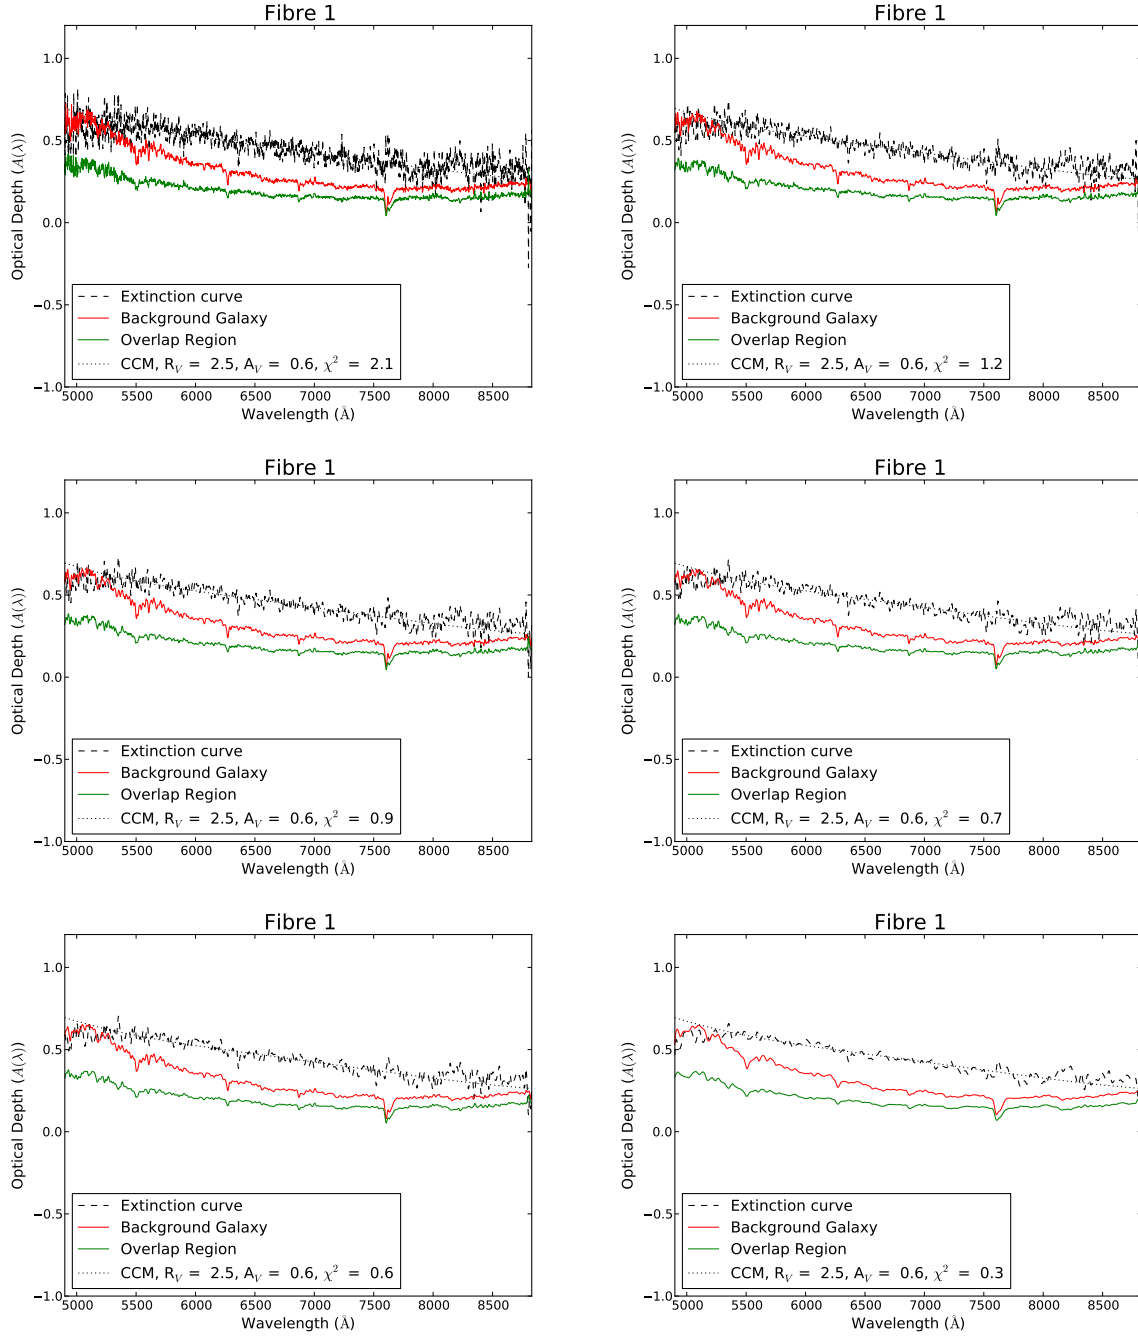 Fibre 1
Optical Depth (A(λ))
1.0
0.5
0.0
−0.5
−1.0
Extinction curve
Background Galaxy
Overlap Region
CCM, R_V = 2.5, A_V = 0.6, χ² = 2.1
5000 5500 6000 6500 7000 7500 8000 8500
Wavelength (Å)
Fibre 1
Optical Depth (A(λ))
1.0
0.5
0.0
−0.5
−1.0
Extinction curve
Background Galaxy
Overlap Region
CCM, R_V = 2.5, A_V = 0.6, χ² = 1.2
5000 5500 6000 6500 7000 7500 8000 8500
Wavelength (Å)
Fibre 1
Optical Depth (A(λ))
1.0
0.5
0.0
−0.5
−1.0
Extinction curve
Background Galaxy
Overlap Region
CCM, R_V = 2.5, A_V = 0.6, χ² = 0.9
5000 5500 6000 6500 7000 7500 8000 8500
Wavelength (Å)
Fibre 1
Optical Depth (A(λ))
1.0
0.5
0.0
−0.5
−1.0
Extinction curve
Background Galaxy
Overlap Region
CCM, R_V = 2.5, A_V = 0.6, χ² = 0.7
5000 5500 6000 6500 7000 7500 8000 8500
Wavelength (Å)
Fibre 1
Optical Depth (A(λ))
1.0
0.5
0.0
−0.5
−1.0
Extinction curve
Background Galaxy
Overlap Region
CCM, R_V = 2.5, A_V = 0.6, χ² = 0.6
5000 5500 6000 6500 7000 7500 8000 8500
Wavelength (Å)
Fibre 1
Optical Depth (A(λ))
1.0
0.5
0.0
−0.5
−1.0
Extinction curve
Background Galaxy
Overlap Region
CCM, R_V = 2.5, A_V = 0.6, χ² = 0.3
5000 5500 6000 6500 7000 7500 8000 8500
Wavelength (Å)